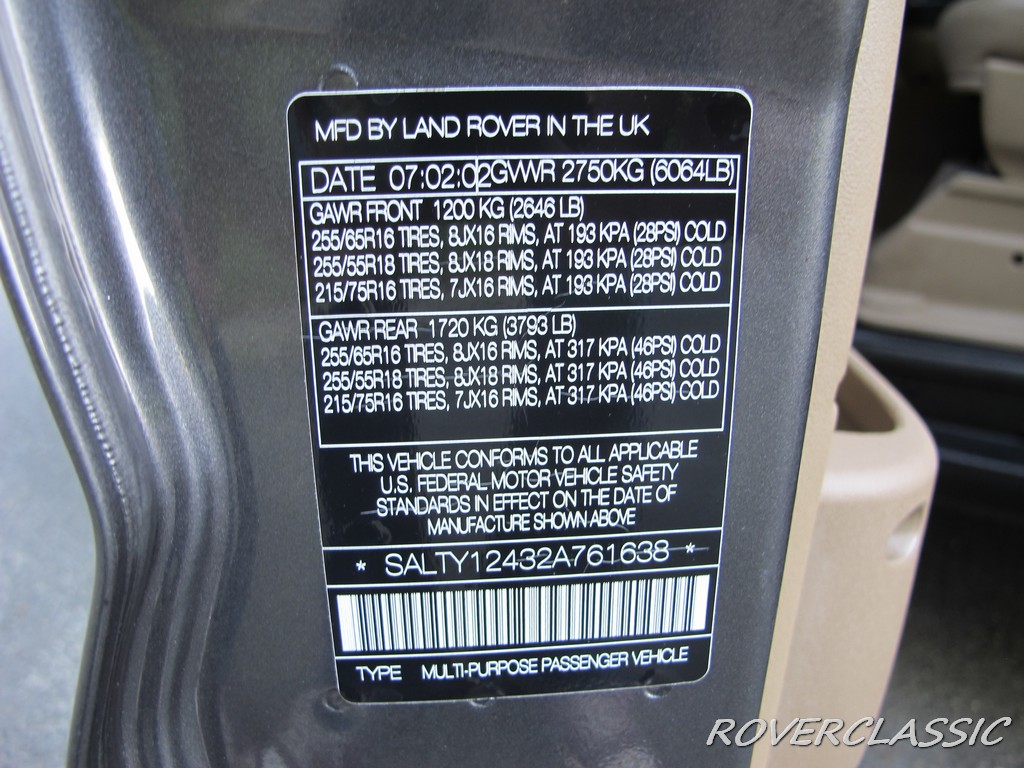 MFD BY LAND ROVER IN THE UK
DATE 07:02:02 GVWR 2750KG (6064LB)
GAWR FRONT 1200 KG (2646 LB)
255/65R16 TIRES, 8JX16 RIMS, AT 193 KPA (28PSI) COLD
255/55R18 TIRES, 8JX18 RIMS, AT 193 KPA (28PSI) COLD
215/75R16 TIRES, 7JX16 RIMS, AT 193 KPA (28PSI) COLD
GAWR REAR 1720 KG (3793 LB)
255/65R16 TIRES, 8JX16 RIMS, AT 317 KPA (46PSI) COLD
255/55R18 TIRES, 8JX18 RIMS, AT 317 KPA (46PSI) COLD
215/75R16 TIRES, 7JX16 RIMS, AT 317 KPA (46PSI) COLD
THIS VEHICLE CONFORMS TO ALL APPLICABLE
U.S. FEDERAL MOTOR VEHICLE SAFETY
STANDARDS IN EFFECT ON THE DATE OF
MANUFACTURE SHOWN ABOVE
* SALTY12432A761638 *
TYPE MULTI-PURPOSE PASSENGER VEHICLE
ROVERCLASSIC